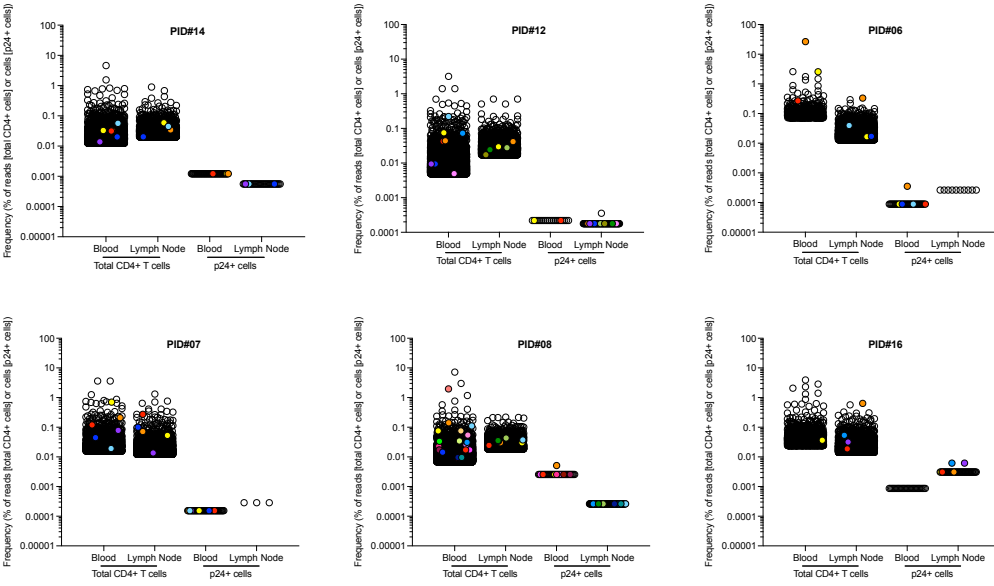 Frequency (% of reads [total CD4+ cells] or cells [p24+ cells])
PID#14
100
10
1
0.1
0.01
0.001
0.0001
0.00001
Blood Lymph Node Blood Lymph Node
Total CD4+ T cells p24+ cells
Frequency (% of reads [total CD4+ cells] or cells [p24+ cells])
PID#12
100
10
1
0.1
0.01
0.001
0.0001
Blood Lymph Node Blood Lymph Node
Total CD4+ T cells p24+ cells
Frequency (% of reads [total CD4+ cells] or cells [p24+ cells])
PID#06
100
10
1
0.1
0.01
0.001
0.0001
0.00001
Blood Lymph Node Blood Lymph Node
Total CD4+ T cells p24+ cells
Frequency (% of reads [total CD4+ cells] or cells [p24+ cells])
PID#07
100
10
1
0.1
0.01
0.001
0.0001
0.00001
Blood Lymph Node Blood Lymph Node
Total CD4+ T cells p24+ cells
Frequency (% of reads [total CD4+ cells] or cells [p24+ cells])
PID#08
100
10
1
0.1
0.01
0.001
0.0001
0.00001
Blood Lymph Node Blood Lymph Node
Total CD4+ T cells p24+ cells
Frequency (% of reads [total CD4+ cells] or cells [p24+ cells])
PID#16
100
10
1
0.1
0.01
0.001
0.0001
0.00001
Blood Lymph Node Blood Lymph Node
Total CD4+ T cells p24+ cells